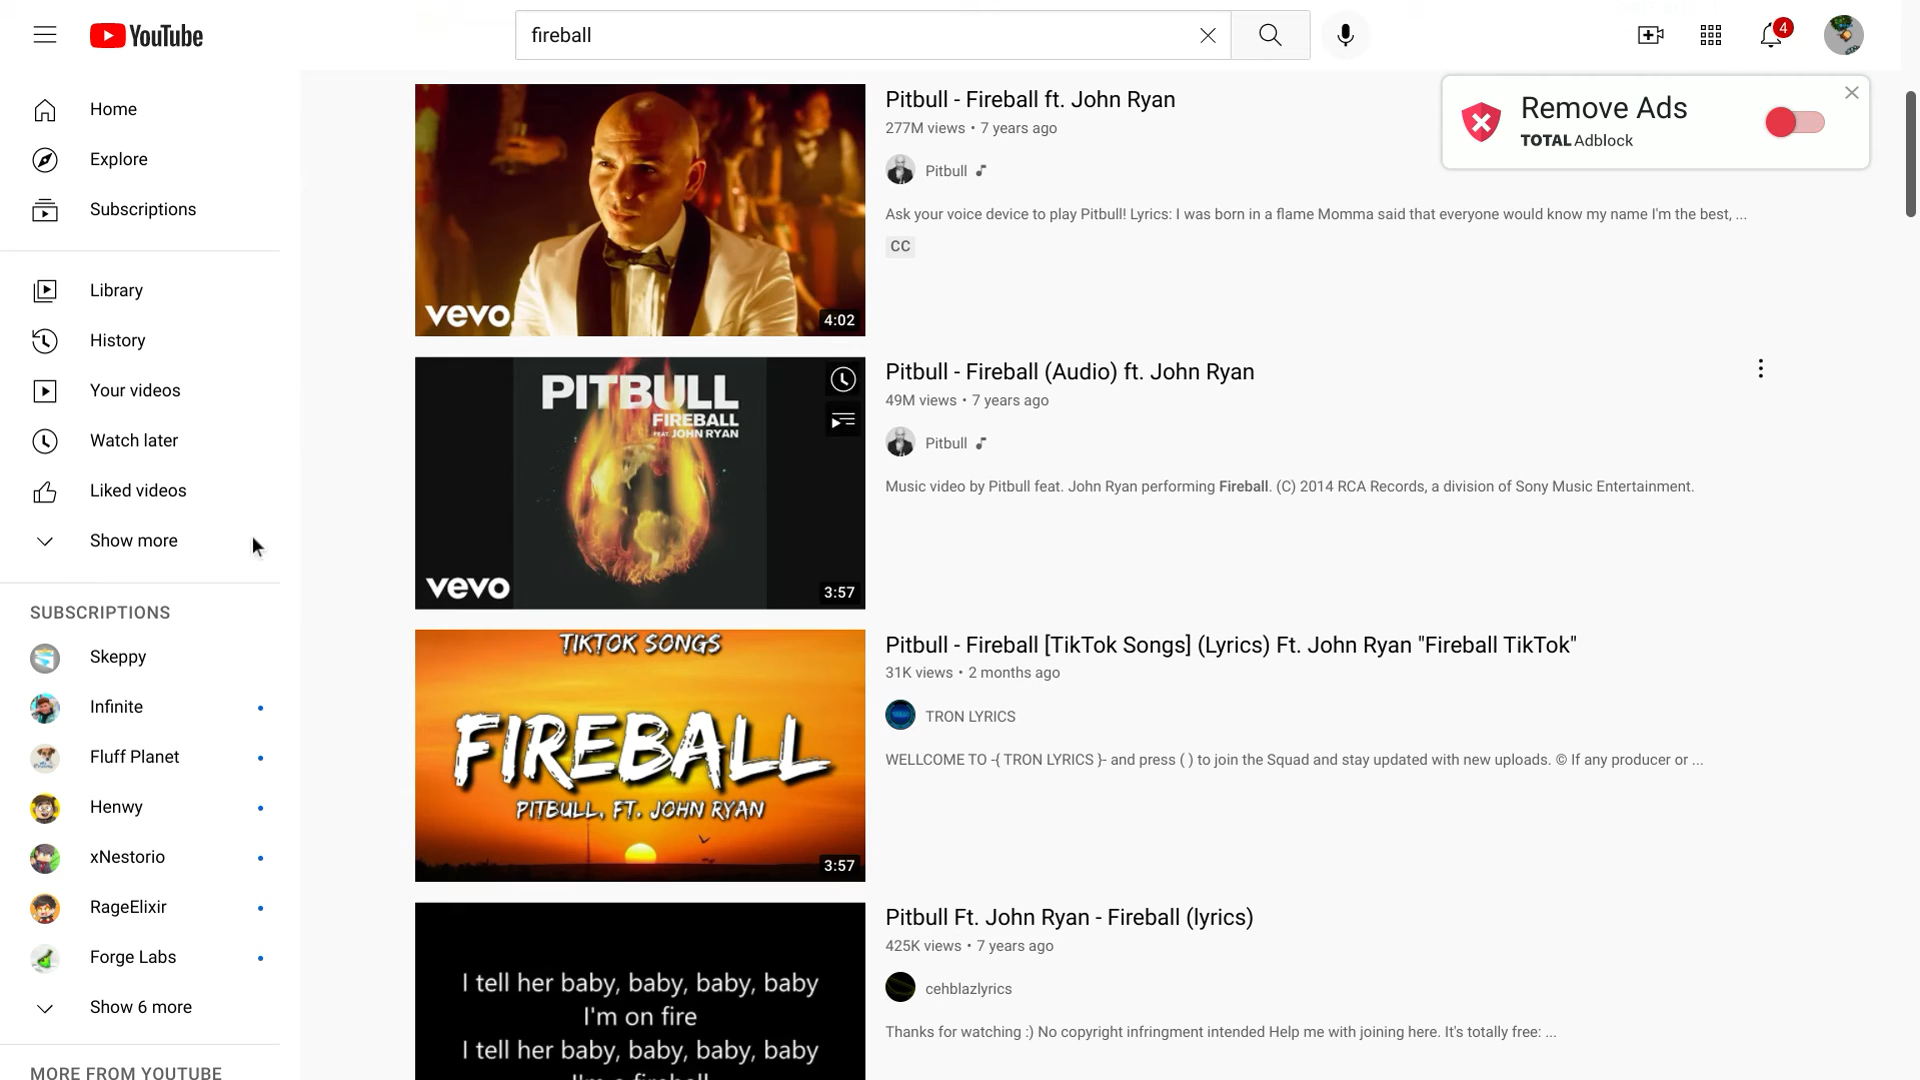 YouTube
fireball
4
Home
Explore
Subscriptions
Library
History
Your videos
Watch later
Liked videos
Show more
SUBSCRIPTIONS
Skeppy
Infinite
Fluff Planet
Henwy
xNestorio
RageElixir
Forge Labs
Show 6 more
MORE FROM YOUTUBE
Remove Ads
TOTAL Adblock
vevo
4:02
Pitbull - Fireball ft. John Ryan
277M views • 7 years ago
Pitbull
Ask your voice device to play Pitbull! Lyrics: I was born in a flame Momma said that everyone would know my name I'm the best, ...
CC
PITBULL
FIREBALL
FEAT. JOHN RYAN
vevo
3:57
Pitbull - Fireball (Audio) ft. John Ryan
49M views • 7 years ago
Pitbull
Music video by Pitbull feat. John Ryan performing Fireball. (C) 2014 RCA Records, a division of Sony Music Entertainment.
TIKTOK SONGS
FIREBALL
PITBULL, FT. JOHN RYAN
3:57
Pitbull - Fireball [TikTok Songs] (Lyrics) Ft. John Ryan "Fireball TikTok"
31K views • 2 months ago
TRON LYRICS
WELLCOME TO -{ TRON LYRICS }- and press ( ) to join the Squad and stay updated with new uploads. © If any producer or ...
I tell her baby, baby, baby, baby
I'm on fire
I tell her baby, baby, baby, baby
I'm a fireball
Pitbull Ft. John Ryan - Fireball (lyrics)
425K views • 7 years ago
cehblazlyrics
Thanks for watching :) No copyright infringment intended Help me with joining here. It's totally free: ...